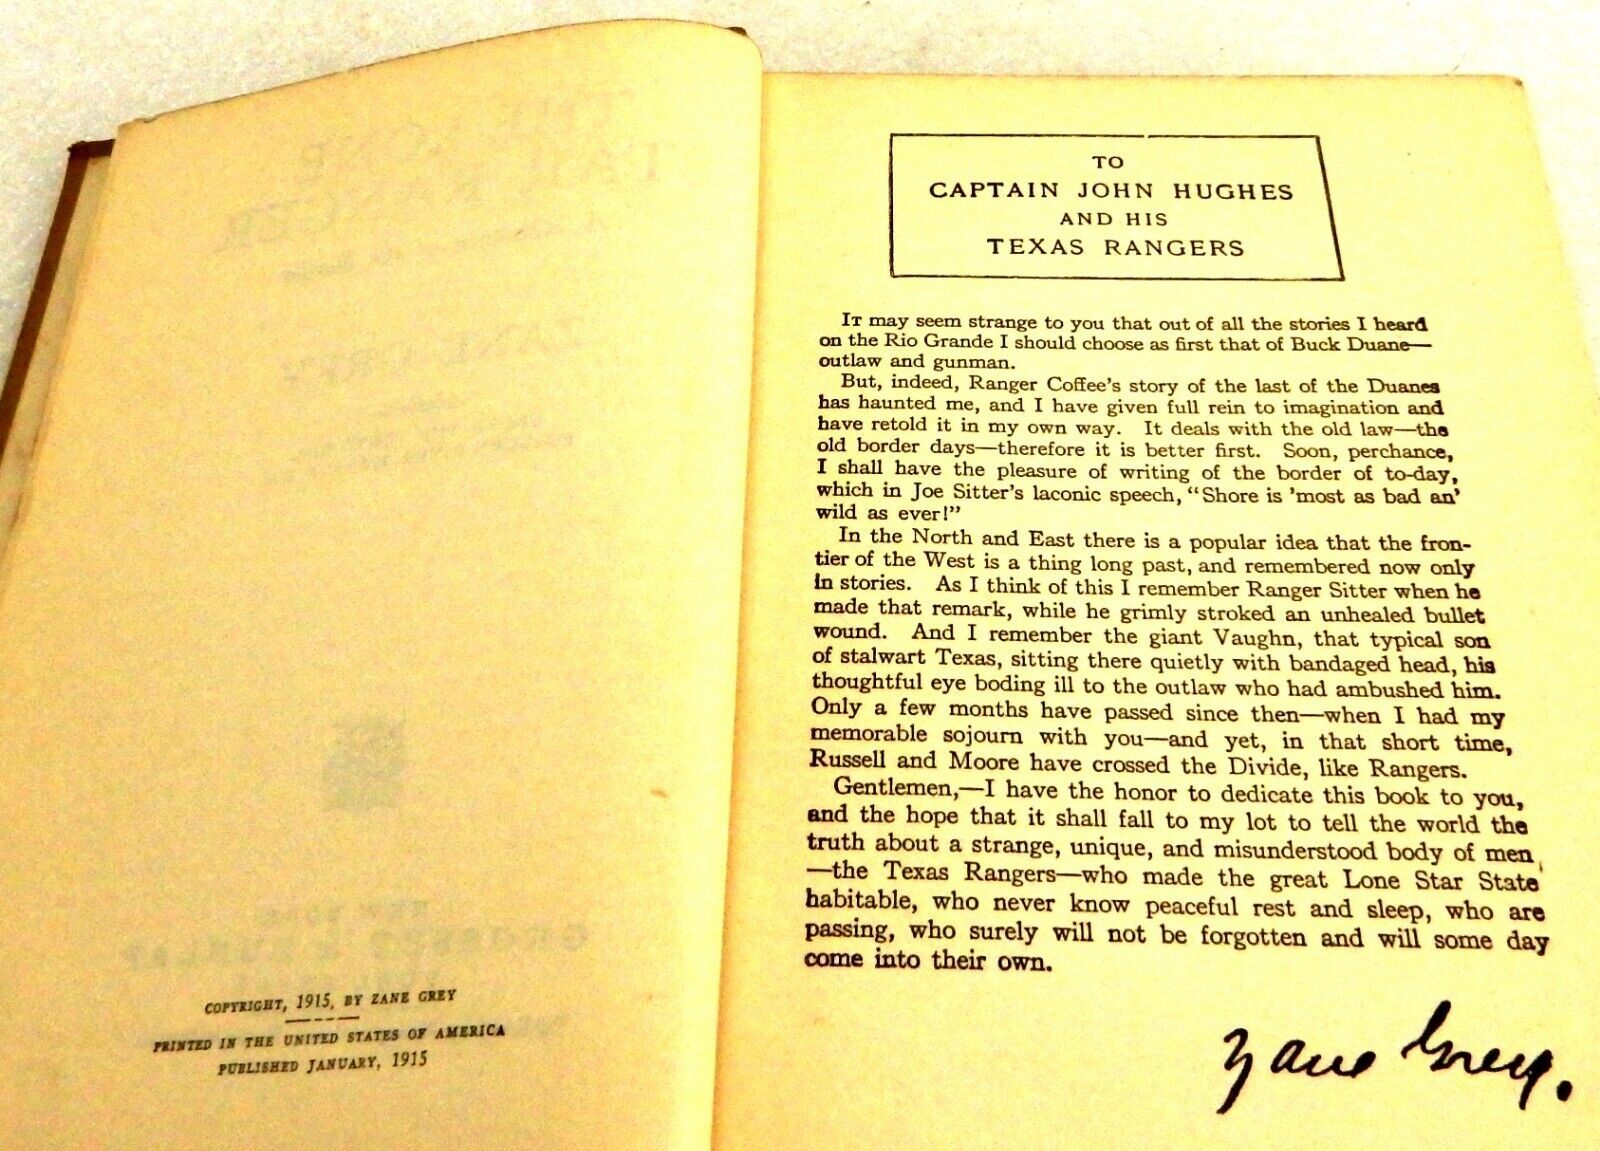 COPYRIGHT, 1915, BY ZANE GREY
PRINTED IN THE UNITED STATES OF AMERICA
PUBLISHED JANUARY, 1915
TO
CAPTAIN JOHN HUGHES
AND HIS
TEXAS RANGERS
It may seem strange to you that out of all the stories I heard
on the Rio Grande I should choose as first that of Buck Duane—
outlaw and gunman.
But, indeed, Ranger Coffee's story of the last of the Duanes
has haunted me, and I have given full rein to imagination and
have retold it in my own way. It deals with the old law—the
old border days—therefore it is better first. Soon, perchance,
I shall have the pleasure of writing of the border of to-day,
which in Joe Sitter's laconic speech, "Shore is 'most as bad an'
wild as ever!"
In the North and East there is a popular idea that the fron-
tier of the West is a thing long past, and remembered now only
in stories. As I think of this I remember Ranger Sitter when he
made that remark, while he grimly stroked an unhealed bullet
wound. And I remember the giant Vaughn, that typical son
of stalwart Texas, sitting there quietly with bandaged head, his
thoughtful eye boding ill to the outlaw who had ambushed him.
Only a few months have passed since then—when I had my
memorable sojourn with you—and yet, in that short time,
Russell and Moore have crossed the Divide, like Rangers.
Gentlemen,—I have the honor to dedicate this book to you,
and the hope that it shall fall to my lot to tell the world the
truth about a strange, unique, and misunderstood body of men
—the Texas Rangers—who made the great Lone Star State
habitable, who never know peaceful rest and sleep, who are
passing, who surely will not be forgotten and will some day
come into their own.
Zane Grey.